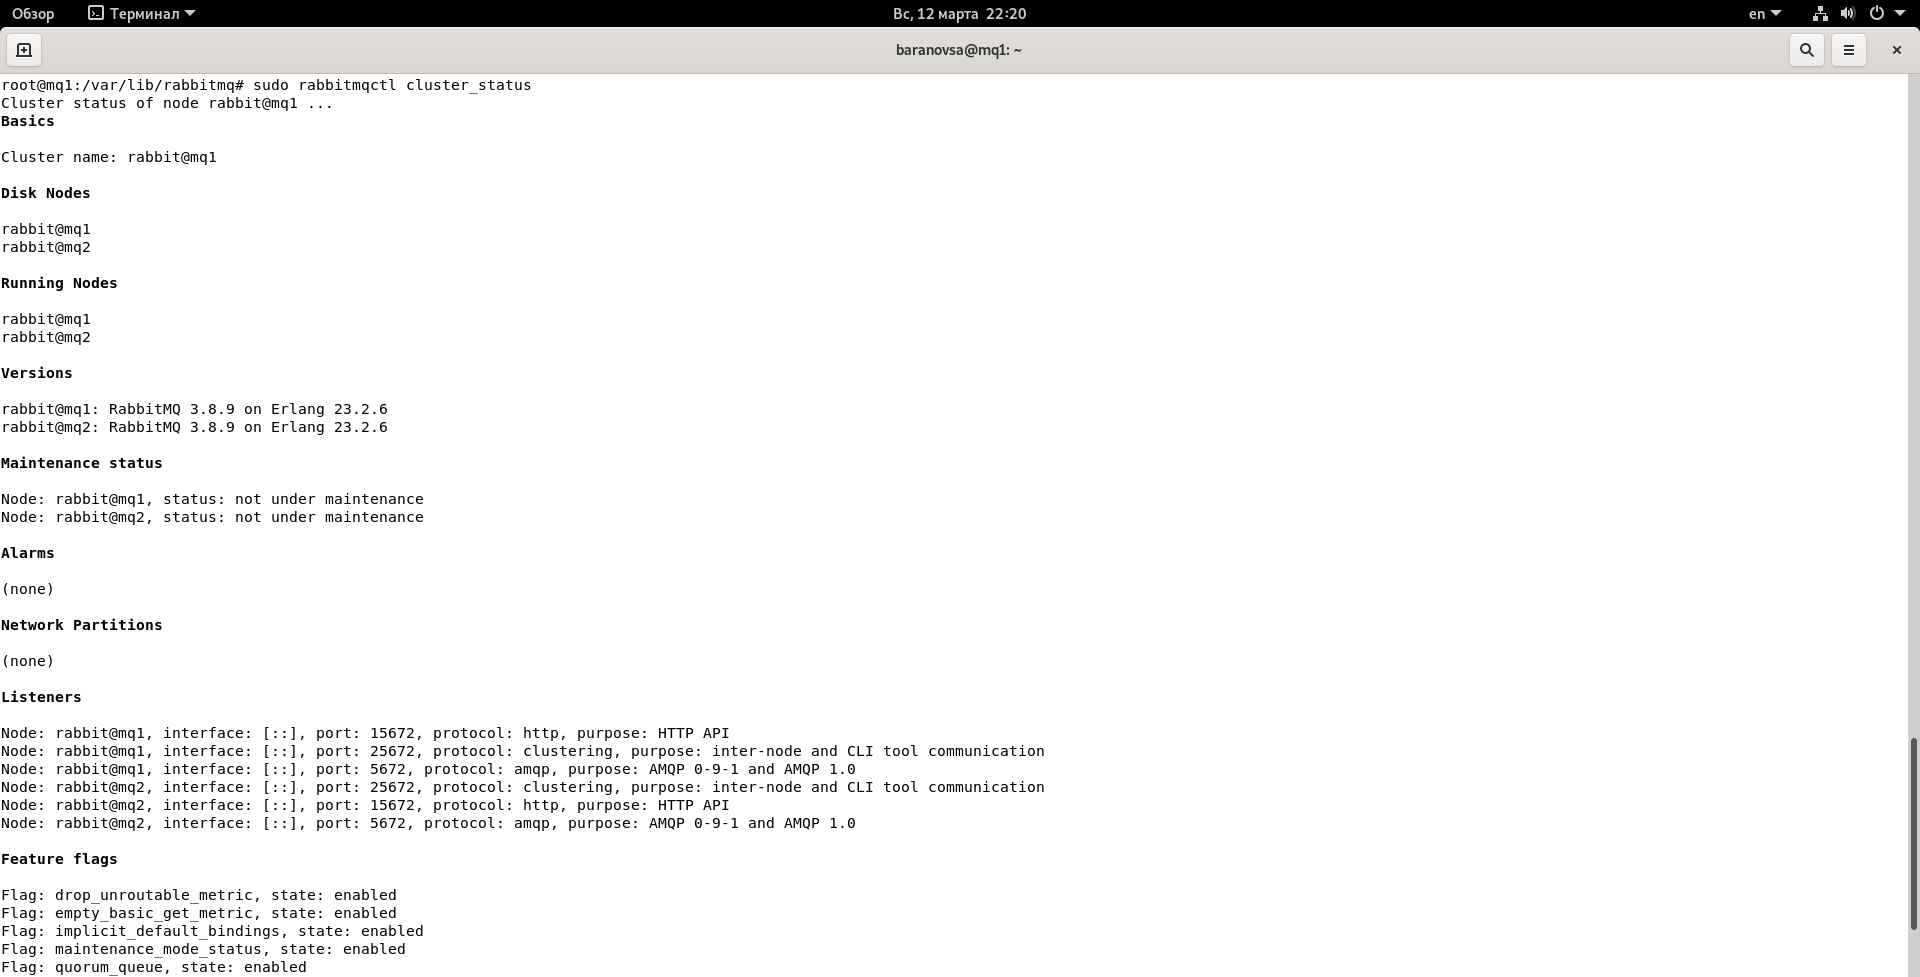 Обзор Терминал Вс, 12 марта 22:20 en
baranovsa@mq1: ~
root@mq1:/var/lib/rabbitmq# sudo rabbitmqctl cluster_status
Cluster status of node rabbit@mq1 ...
Basics
Cluster name: rabbit@mq1
Disk Nodes
rabbit@mq1
rabbit@mq2
Running Nodes
rabbit@mq1
rabbit@mq2
Versions
rabbit@mq1: RabbitMQ 3.8.9 on Erlang 23.2.6
rabbit@mq2: RabbitMQ 3.8.9 on Erlang 23.2.6
Maintenance status
Node: rabbit@mq1, status: not under maintenance
Node: rabbit@mq2, status: not under maintenance
Alarms
(none)
Network Partitions
(none)
Listeners
Node: rabbit@mq1, interface: [::], port: 15672, protocol: http, purpose: HTTP API
Node: rabbit@mq1, interface: [::], port: 25672, protocol: clustering, purpose: inter-node and CLI tool communication
Node: rabbit@mq1, interface: [::], port: 5672, protocol: amqp, purpose: AMQP 0-9-1 and AMQP 1.0
Node: rabbit@mq2, interface: [::], port: 25672, protocol: clustering, purpose: inter-node and CLI tool communication
Node: rabbit@mq2, interface: [::], port: 15672, protocol: http, purpose: HTTP API
Node: rabbit@mq2, interface: [::], port: 5672, protocol: amqp, purpose: AMQP 0-9-1 and AMQP 1.0
Feature flags
Flag: drop_unroutable_metric, state: enabled
Flag: empty_basic_get_metric, state: enabled
Flag: implicit_default_bindings, state: enabled
Flag: maintenance_mode_status, state: enabled
Flag: quorum_queue, state: enabled